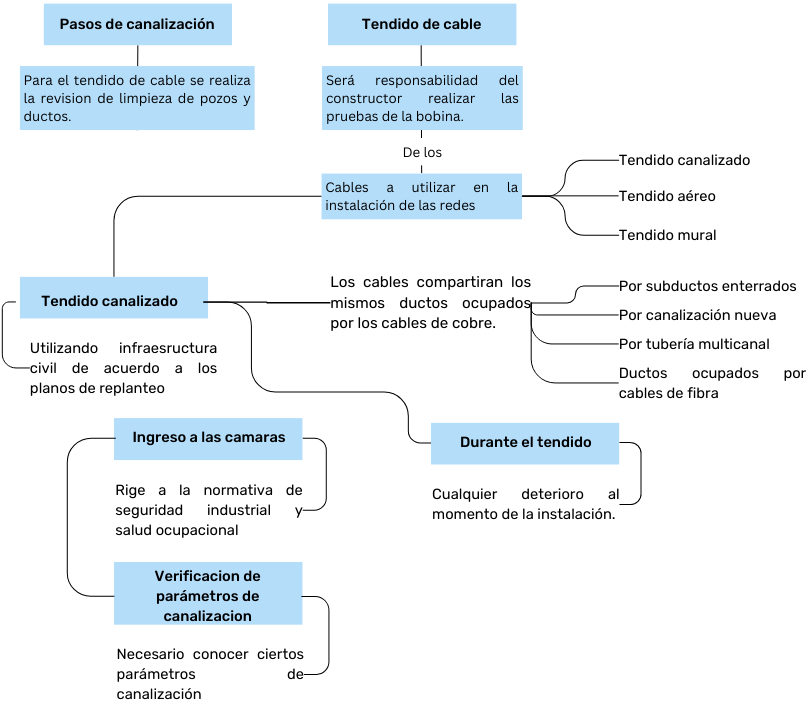 Pasos de canalización
Para el tendido de cable se realiza
la revision de limpieza de pozos y
ductos.
Tendido de cable
Será responsabilidad del
constructor realizar las
pruebas de la bobina.
De los
Cables a utilizar en la
instalación de las redes
Tendido canalizado
Tendido aéreo
Tendido mural
Tendido canalizado
Utilizando infraesructura
civil de acuerdo a los
planos de replanteo
Los cables compartiran los
mismos ductos ocupados
por los cables de cobre.
Por subductos enterrados
Por canalización nueva
Por tubería multicanal
Ductos ocupados por
cables de fibra
Ingreso a las camaras
Rige a la normativa de
seguridad industrial y
salud ocupacional
Durante el tendido
Cualquier deterioro al
momento de la instalación.
Verificacion de
parámetros de
canalizacion
Necesario conocer ciertos
parámetros de
canalización